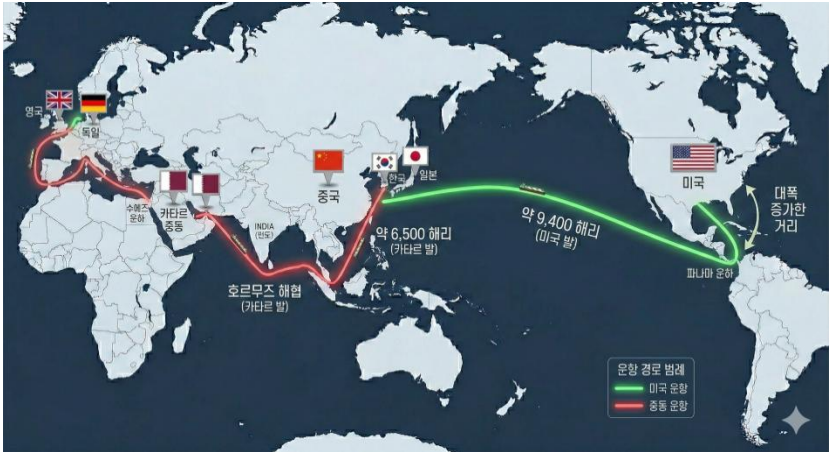 영국
독일
수에즈
운하
카타르
중동
INDIA
(인도)
중국
한국
일본
약 6,500 해리
(카타르 발)
호르무즈 해협
(카타르 발)
약 9,400 해리
(미국 발)
미국
대폭
증가한
거리
파나마 운하
운항 경로 범례
미국 운항
중동 운항